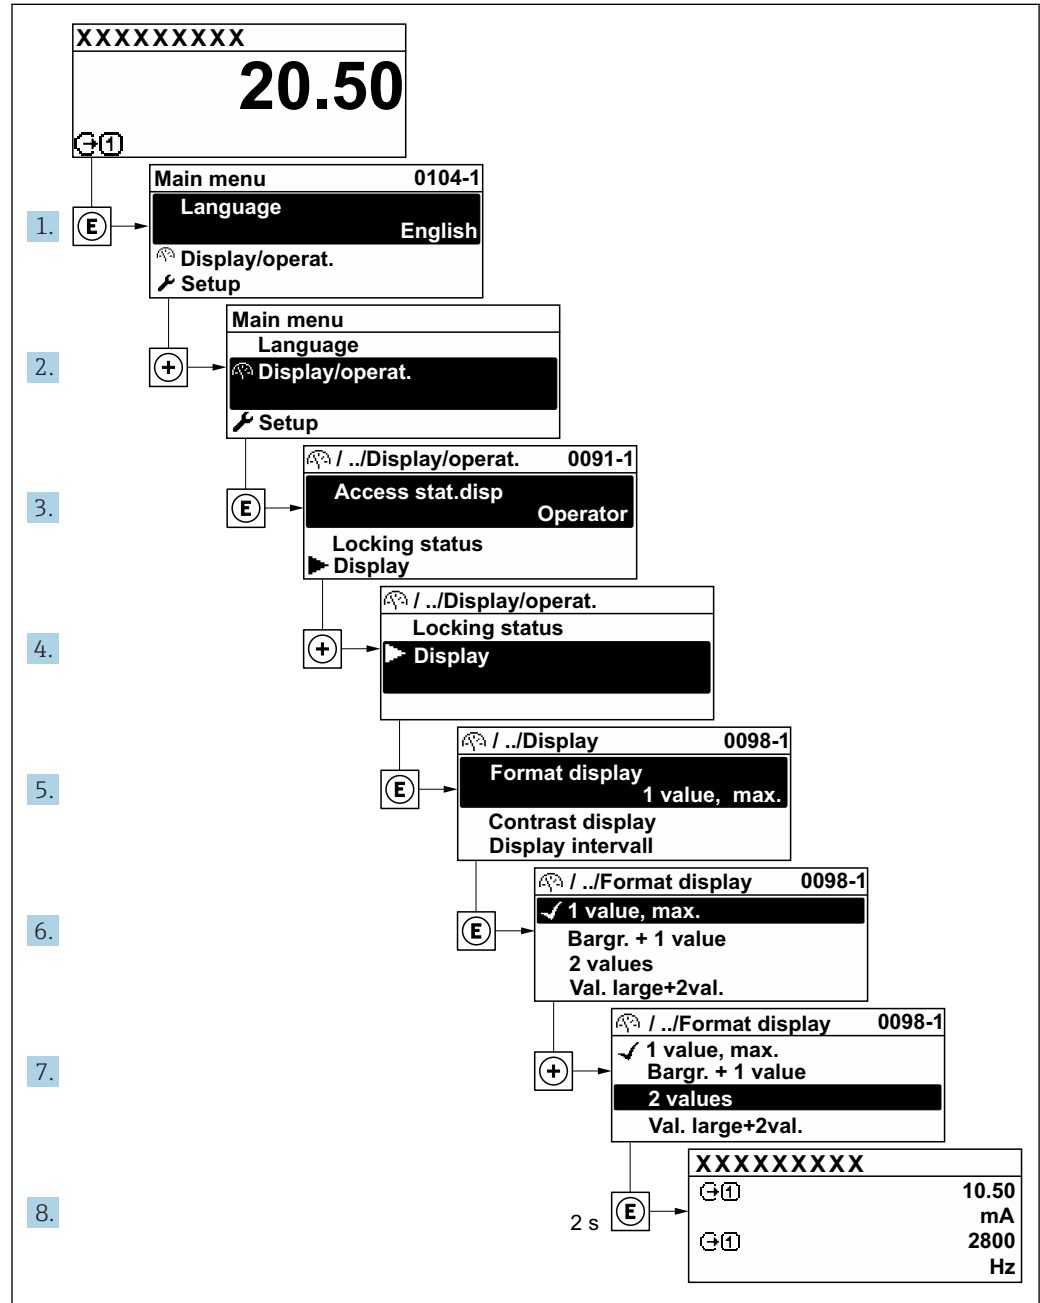 XXXXXXXXX
20.50
1
Main menu 0104-1
1. E Language
English
Display/operat.
Setup
Main menu
Language
2. + Display/operat.
Setup
/ ../Display/operat. 0091-1
3. E Access stat.disp
Operator
Locking status
Display
/ ../Display/operat.
Locking status
4. + Display
/ ../Display 0098-1
5. E Format display
1 value, max.
Contrast display
Display intervall
/ ../Format display 0098-1
6. E 1 value, max.
Bargr. + 1 value
2 values
Val. large+2val.
/ ../Format display 0098-1
1 value, max.
7. + Bargr. + 1 value
2 values
Val. large+2val.
XXXXXXXXX
1 10.50
8. 2 s E mA
1 2800
Hz